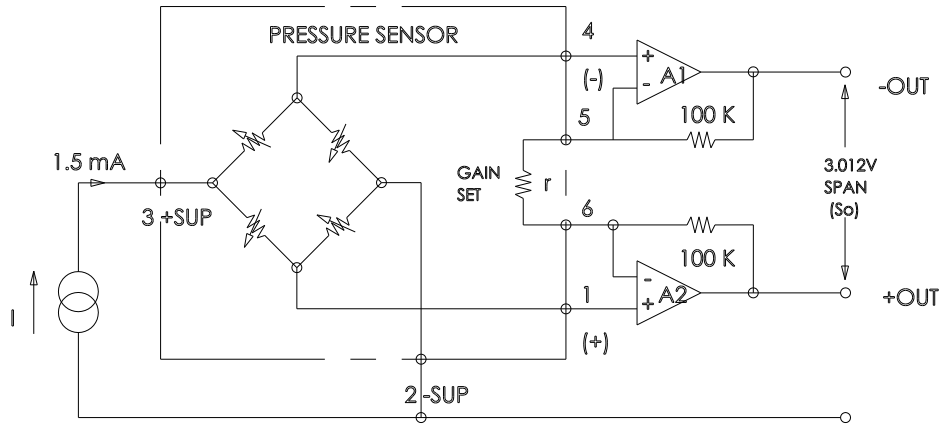 PRESSURE SENSOR
4
(-)
+
A1
-
-OUT
5
100 K
1.5 mA
GAIN
SET
r
3.012V
SPAN
(So)
3 +SUP
6
100 K
-
A2
+
+OUT
1
(+)
I
2 -SUP